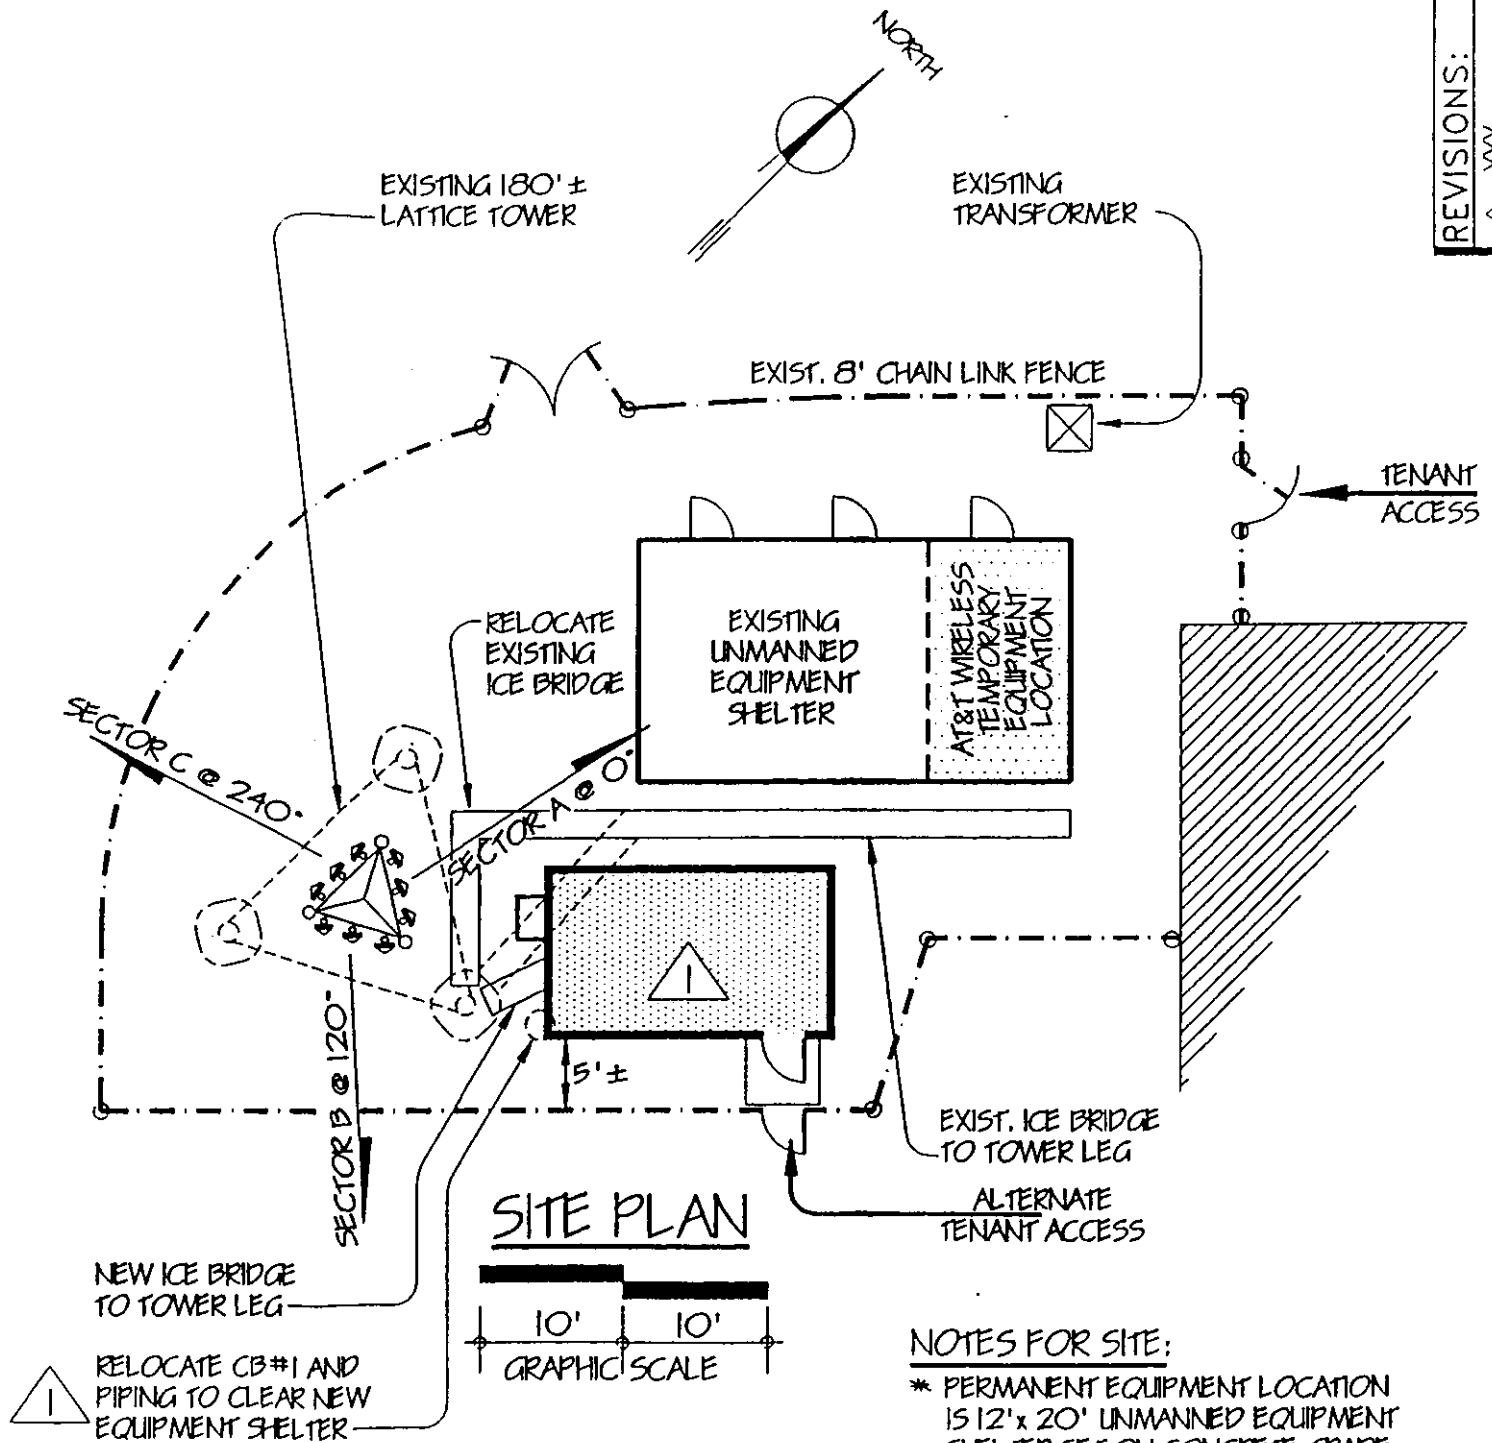 NORTH
REVISIONS:
EXISTING 180' ±
LATTICE TOWER
EXISTING
TRANSFORMER
EXIST. 8' CHAIN LINK FENCE
TENANT
ACCESS
RELOCATE
EXISTING
ICE BRIDGE
EXISTING
UNMANNED
EQUIPMENT
SHELTER
AT&T WIRELESS
TEMPORARY
EQUIPMENT
LOCATION
SECTOR C @ 240°
SECTOR A @ 0°
SECTOR B @ 120°
1
5' ±
EXIST. ICE BRIDGE
TO TOWER LEG
ALTERNATE
TENANT ACCESS
SITE PLAN
10' 10'
GRAPHIC SCALE
NEW ICE BRIDGE
TO TOWER LEG
1
RELOCATE CB#1 AND
PIPING TO CLEAR NEW
EQUIPMENT SHELTER
NOTES FOR SITE:
* PERMANENT EQUIPMENT LOCATION
IS 12' x 20' UNMANNED EQUIPMENT